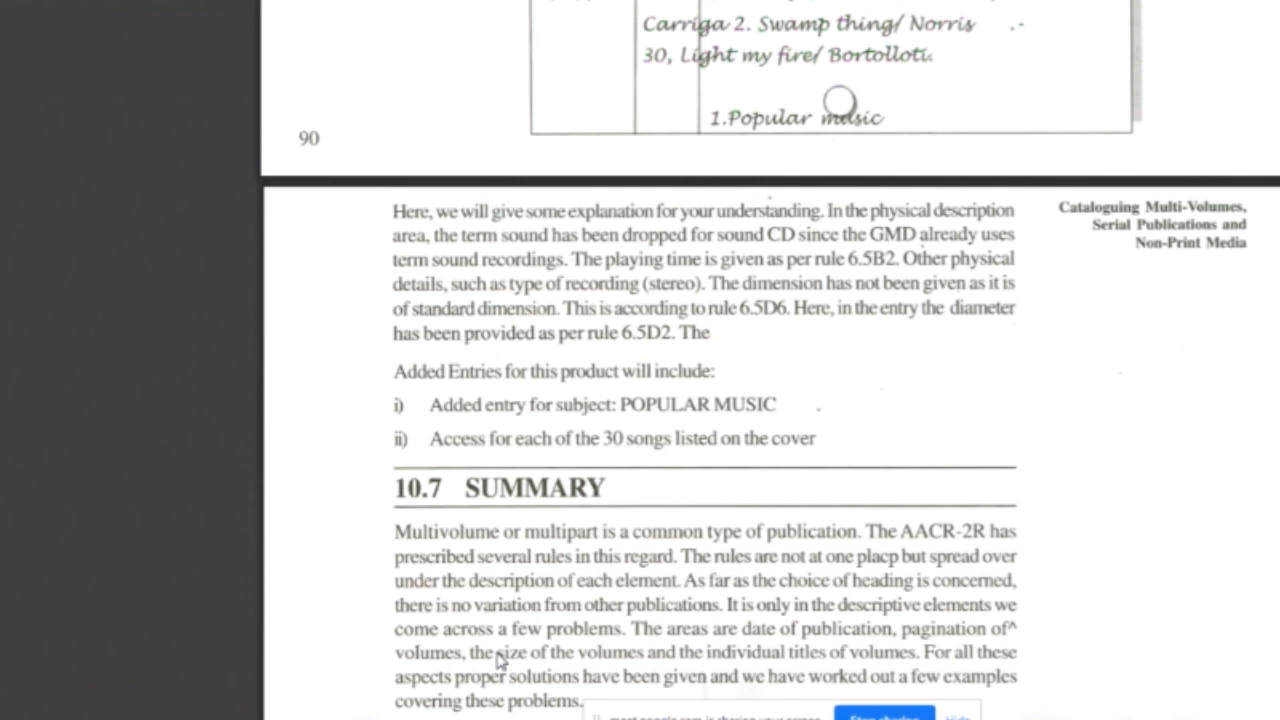 Carriga 2. Swamp thing/ Norris
30, Light my fire/ Bortolloti.
1.Popular music
90
Cataloguing Multi-Volumes,
Serial Publications and
Non-Print Media
Here, we will give some explanation for your understanding. In the physical description
area, the term sound has been dropped for sound CD since the GMD already uses
term sound recordings. The playing time is given as per rule 6.5B2. Other physical
details, such as type of recording (stereo). The dimension has not been given as it is
of standard dimension. This is according to rule 6.5D6. Here, in the entry the diameter
has been provided as per rule 6.5D2. The
Added Entries for this product will include:
i) Added entry for subject: POPULAR MUSIC
ii) Access for each of the 30 songs listed on the cover
10.7 SUMMARY
Multivolume or multipart is a common type of publication. The AACR-2R has
prescribed several rules in this regard. The rules are not at one placp but spread over
under the description of each element. As far as the choice of heading is concerned,
there is no variation from other publications. It is only in the descriptive elements we
come across a few problems. The areas are date of publication, pagination of^
volumes, the size of the volumes and the individual titles of volumes. For all these
aspects proper solutions have been given and we have worked out a few examples
covering these problems.
meet.google.com is sharing your screen. Stop sharing Hide